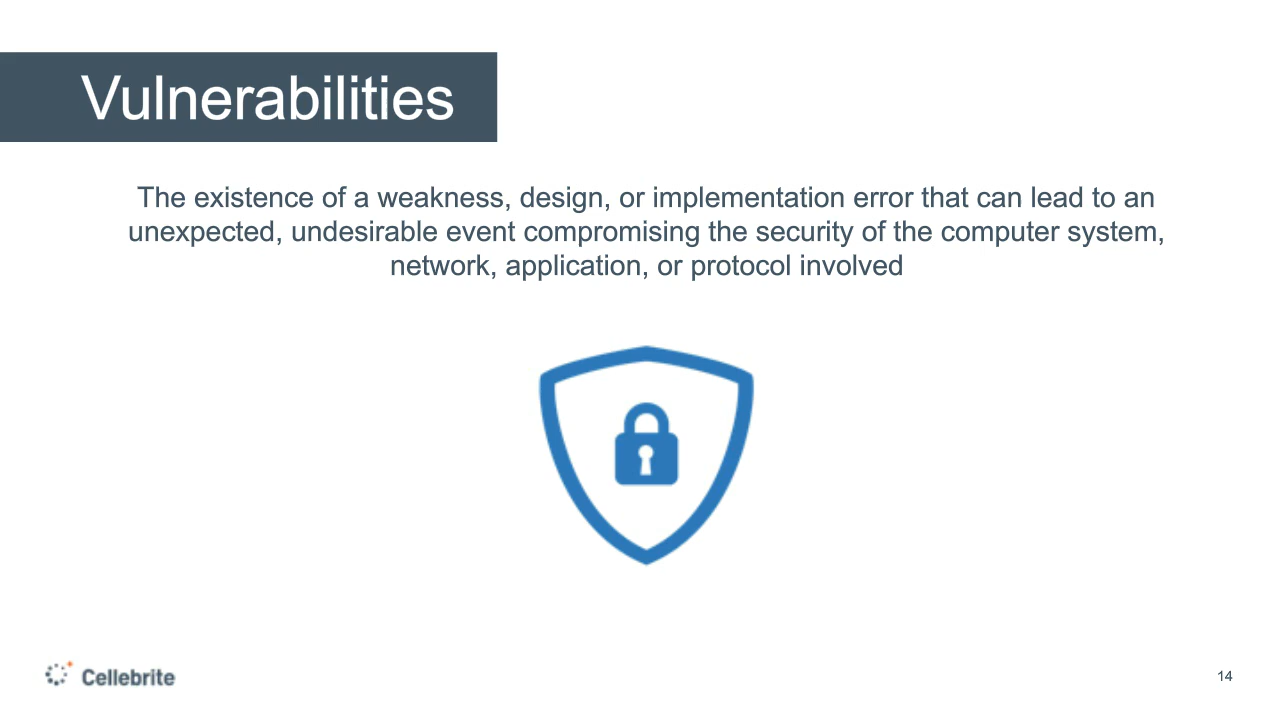 Vulnerabilities
The existence of a weakness, design, or implementation error that can lead to an
unexpected, undesirable event compromising the security of the computer system,
network, application, or protocol involved
Cellebrite
14